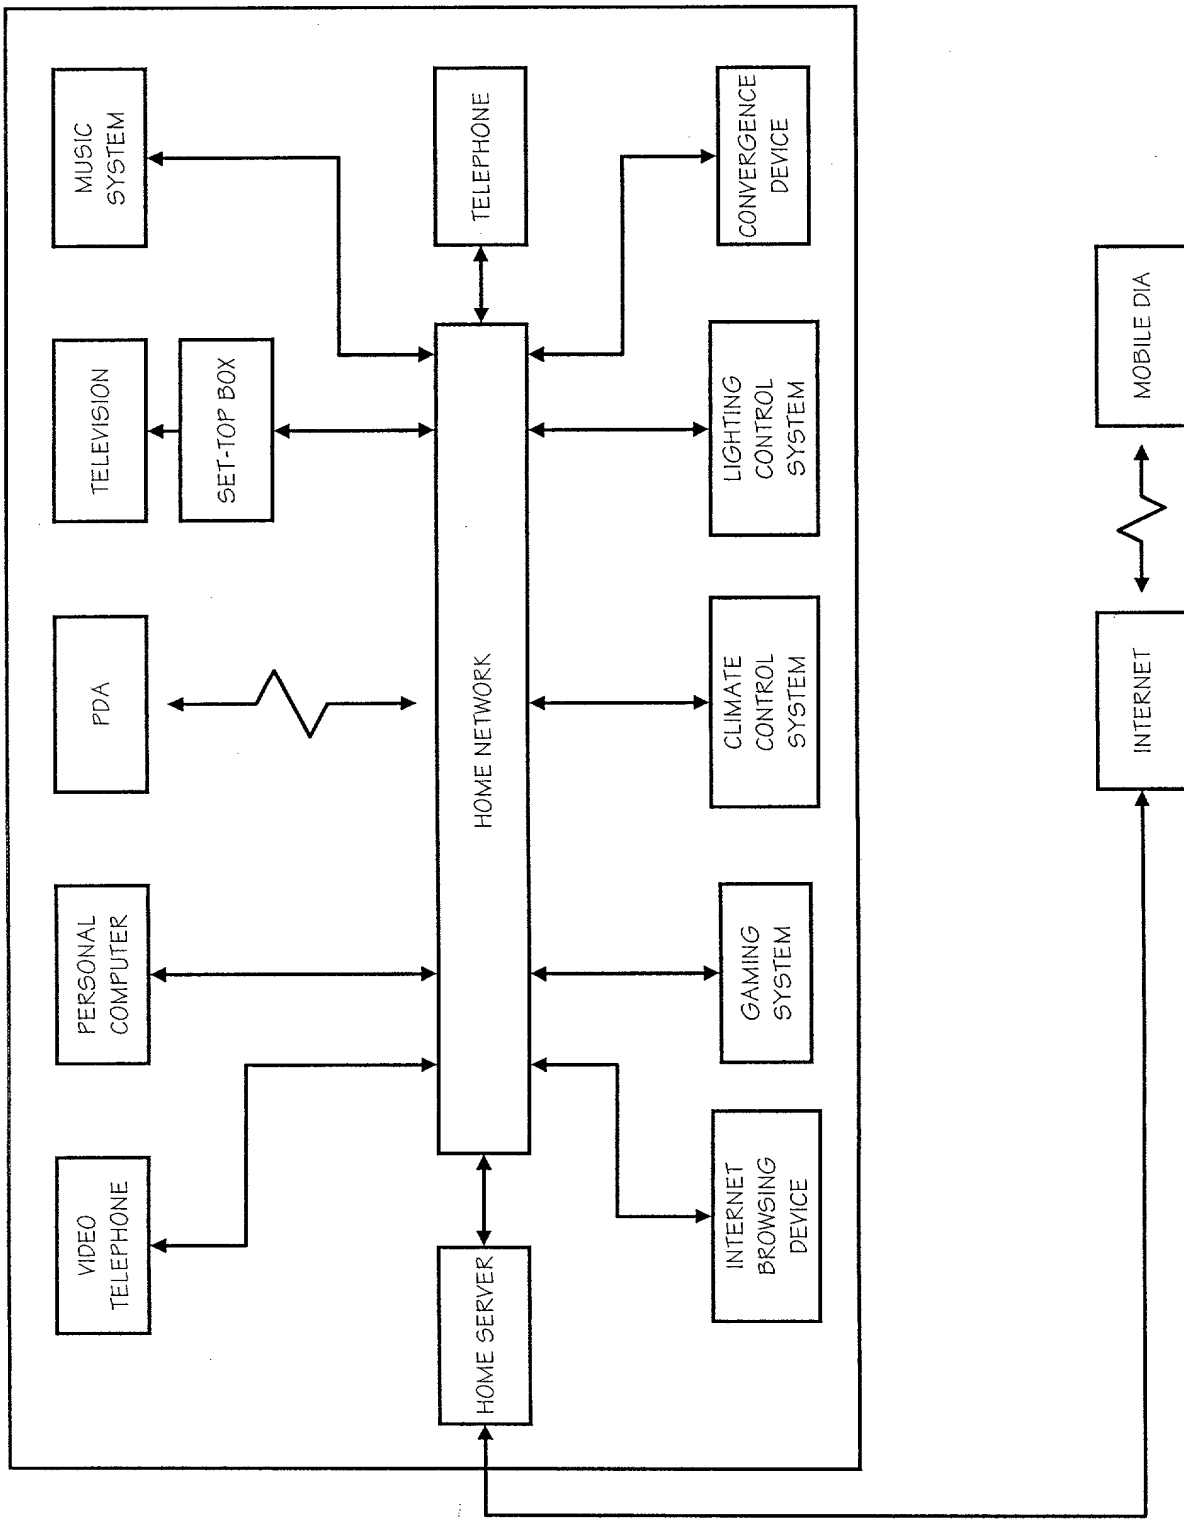 VIDEO
TELEPHONE
PERSONAL
COMPUTER
PDA
TELEVISION
SET-TOP BOX
MUSIC
SYSTEM
HOME SERVER
HOME NETWORK
TELEPHONE
INTERNET
BROWSING
DEVICE
GAMING
SYSTEM
CLIMATE
CONTROL
SYSTEM
LIGHTING
CONTROL
SYSTEM
CONVERGENCE
DEVICE
INTERNET
MOBILE DIA